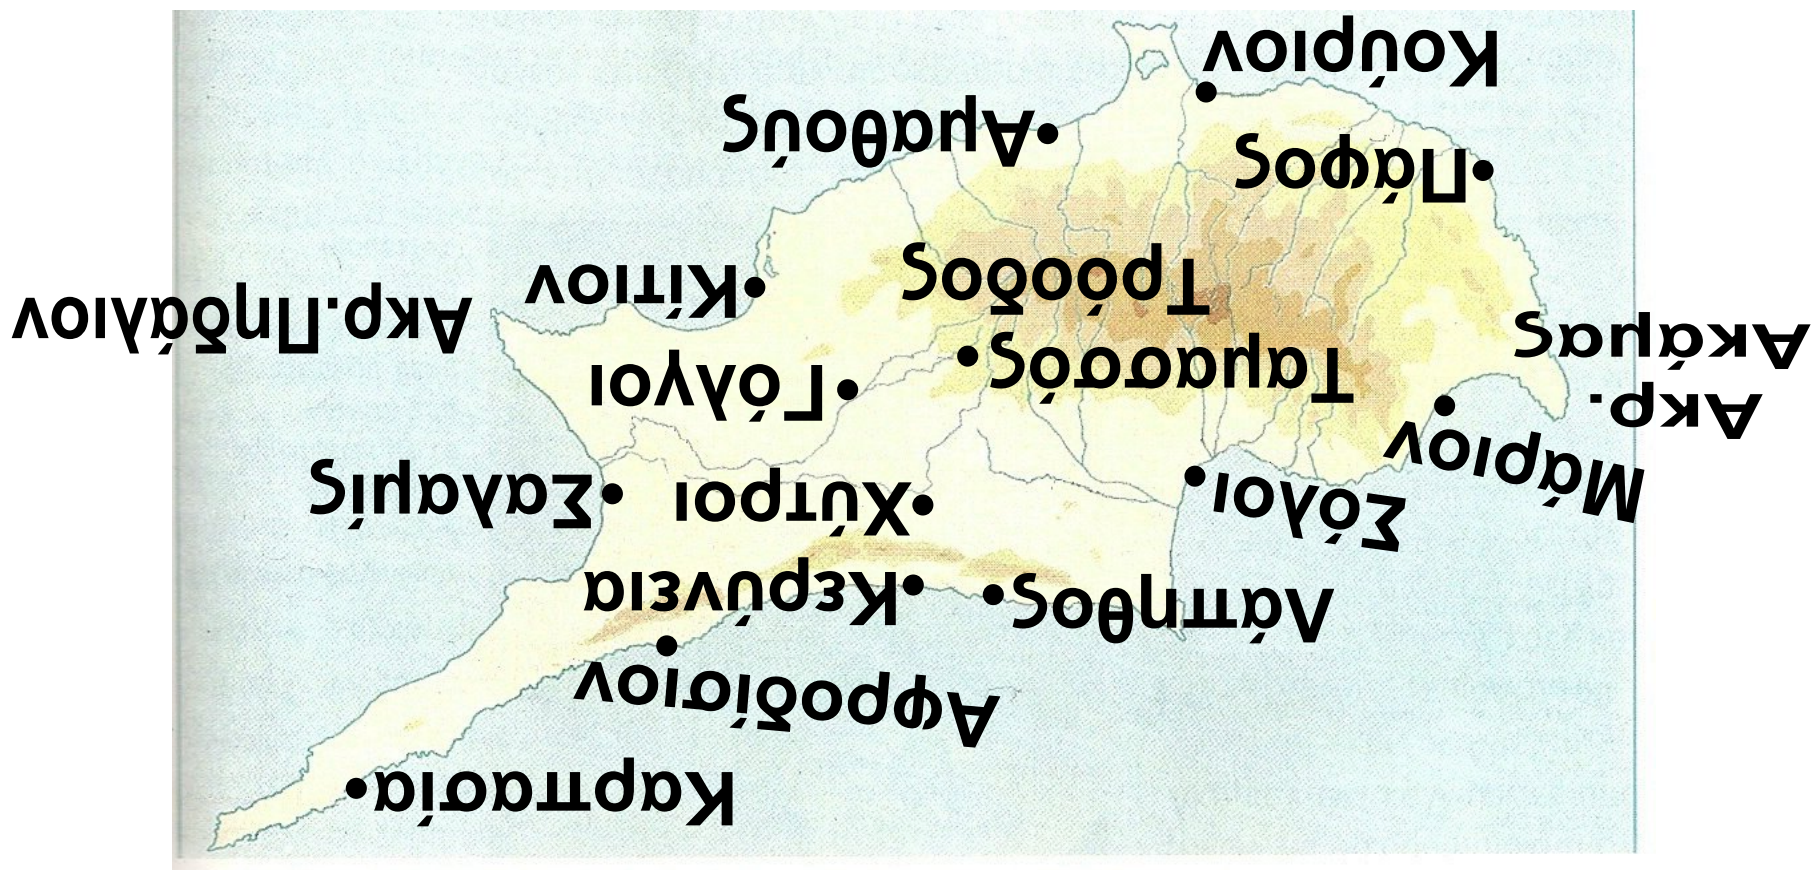 Καρπασία
Αφροδίσιον
Λάπηθος
Κερύνεια
Χύτροι
Σαλαμίς
Σόλοι
Μάριον
Ακρ.
Ακάμας
Γόλγοι
Ταμασσός
Τρόοδος
Κίτιον
Ακρ.Πηδάλιον
Πάφος
Αμαθούς
Κούριον